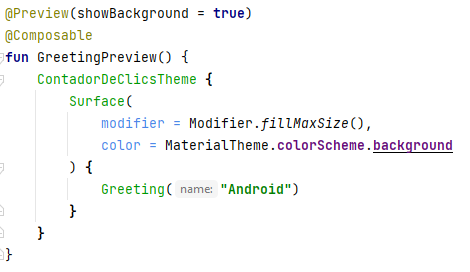 @Preview(showBackground = true)
@Composable
fun GreetingPreview() {
    ContadorDeClicsTheme {
        Surface(
            modifier = Modifier.fillMaxSize(),
            color = MaterialTheme.colorScheme.background
        ) {
            Greeting( name: "Android")
        }
    }
}